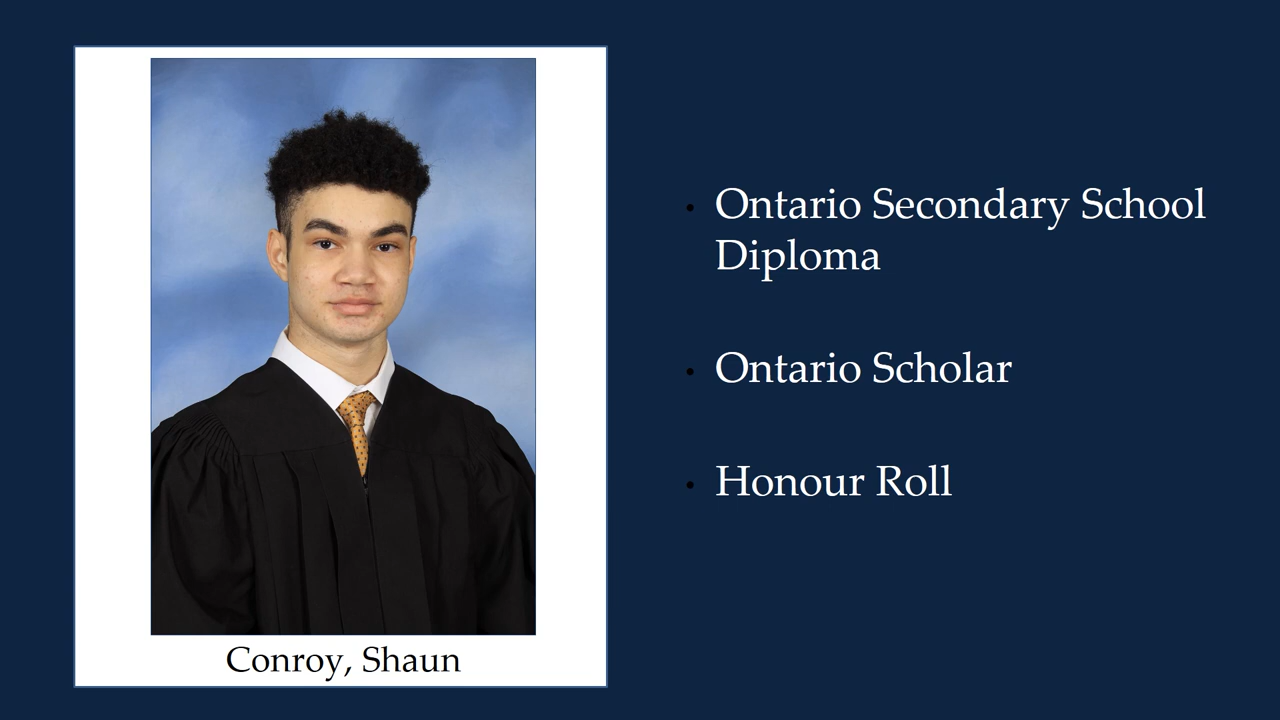 Ontario Secondary School
Diploma
Ontario Scholar
Honour Roll
Conroy, Shaun